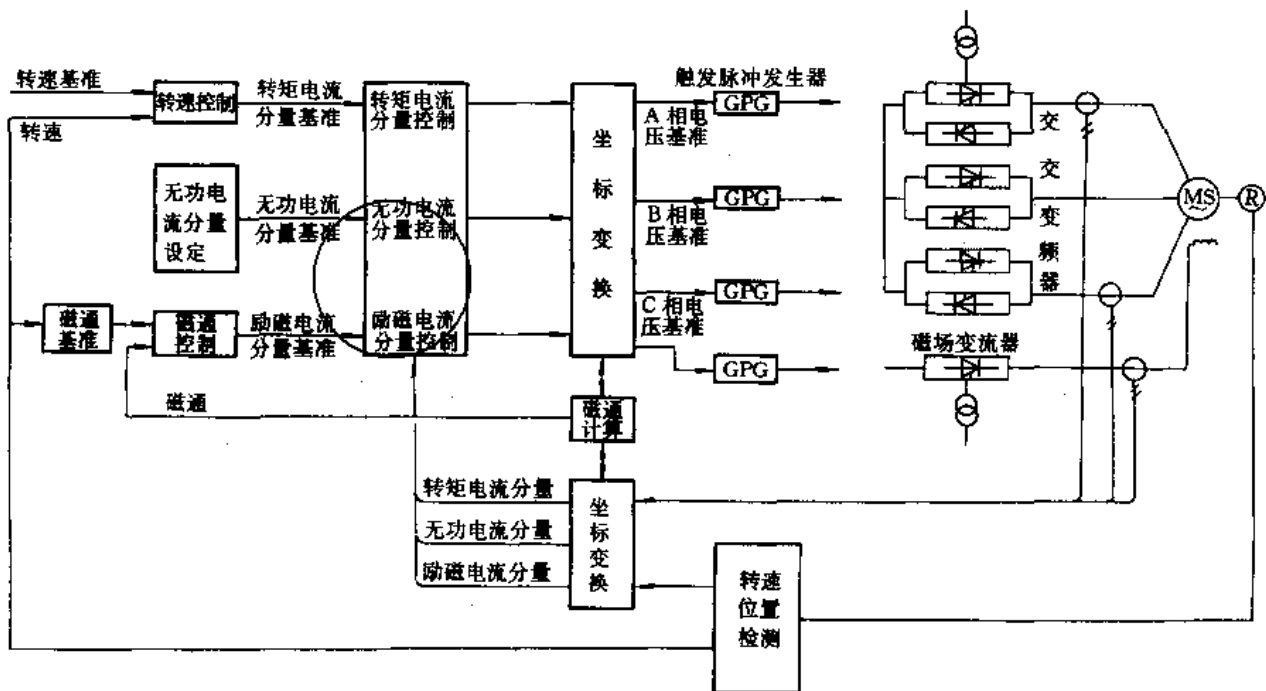 转速基准
转速
转速控制
转矩电流
分量基准
转矩电流
分量控制
无功电
流分量
设定
无功电流
分量基准
无功电流
分量控制
磁通
基准
磁通
控制
励磁电流
分量基准
励磁电流
分量控制
坐标变换
触发脉冲发生器
GPG
A相电
压基准
GPG
B相电
压基准
GPG
C相电
压基准
GPG
交交变频器
MS
R
磁场变流器
磁通
磁通
计算
转矩电流分量
无功电流分量
励磁电流分量
坐标变换
转速
位置
检测